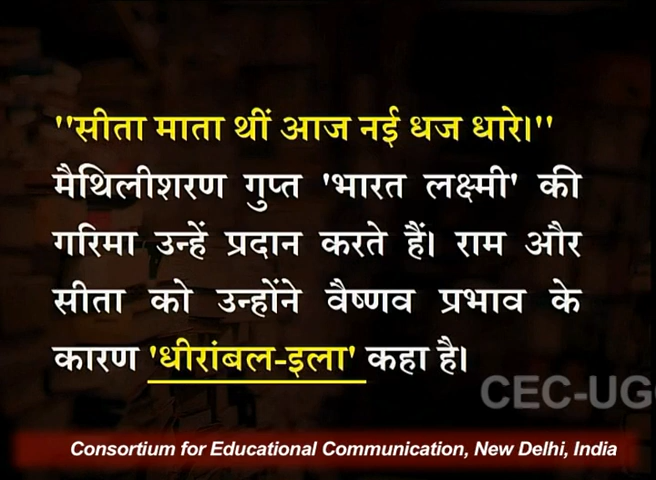 "सीता माता थीं आज नई धज धारे।"
मैथिलीशरण गुप्त 'भारत लक्ष्मी' की
गरिमा उन्हें प्रदान करते हैं। राम और
सीता को उन्होंने वैष्णव प्रभाव के
कारण 'धीरांबल-इला' कहा है।
CEC-UG
Consortium for Educational Communication, New Delhi, India